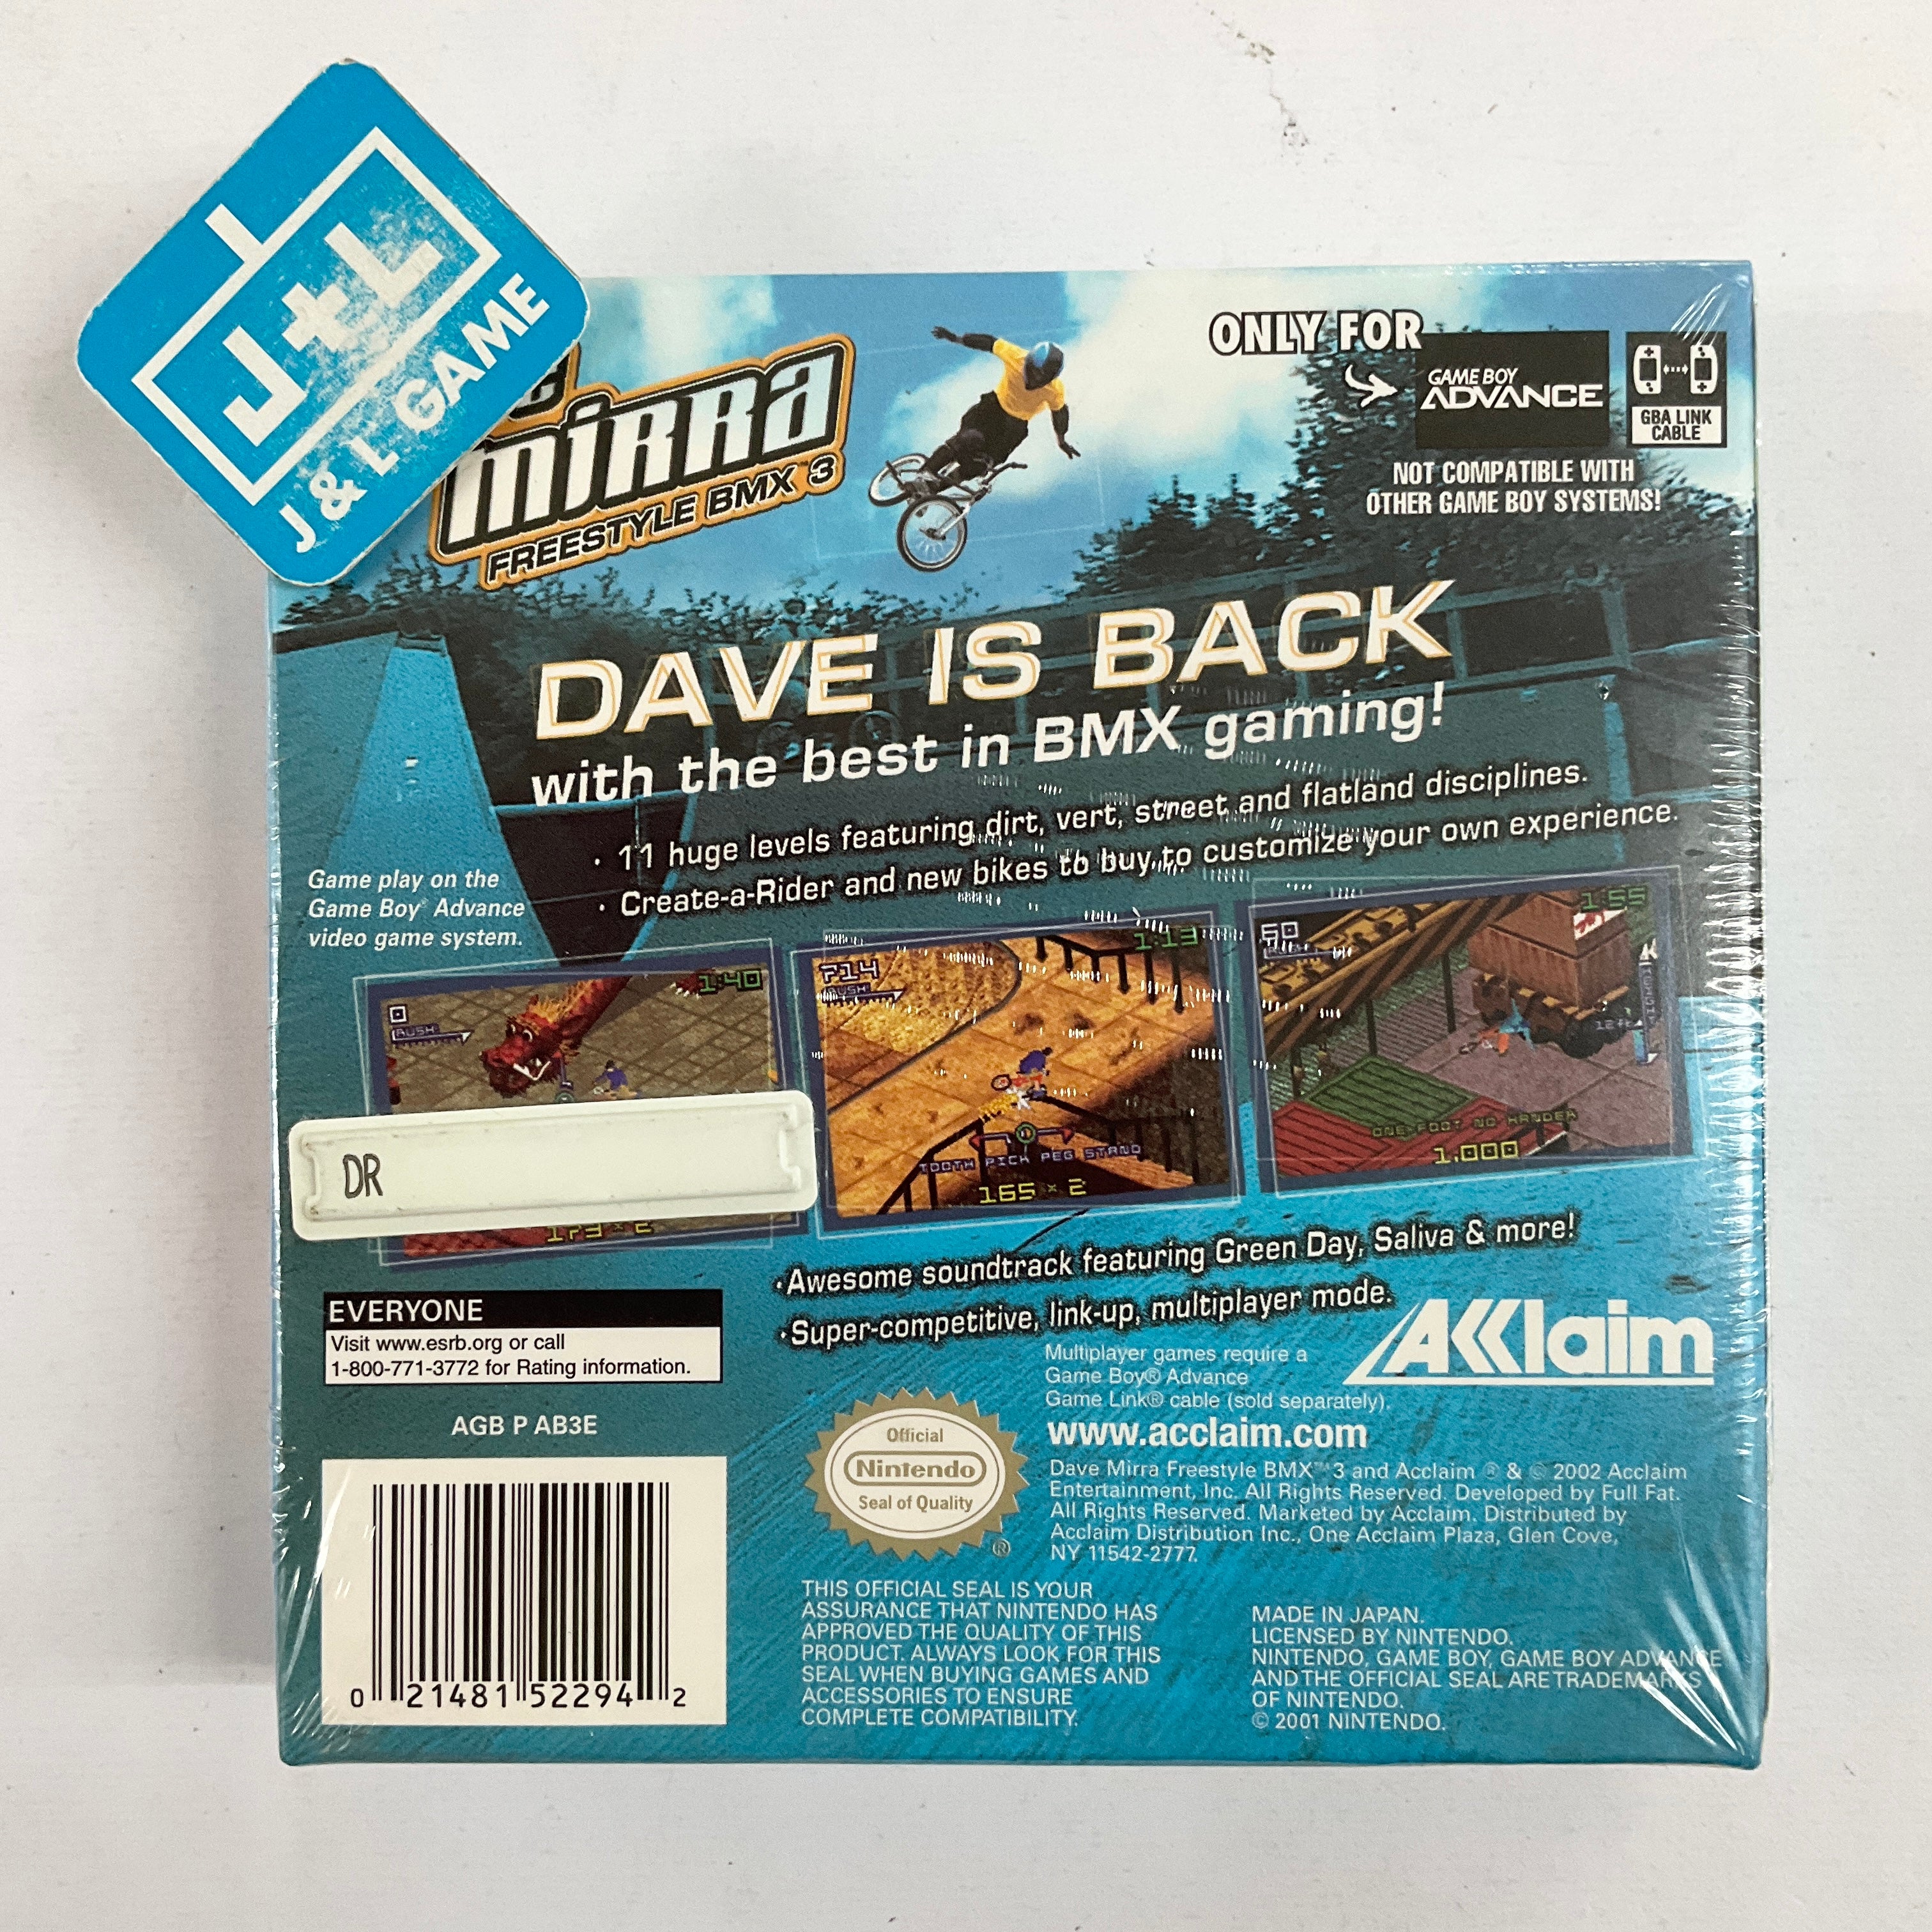 J+L
J & L GAME
mirra
FREESTYLE BMX™ 3
ONLY FOR
GAME BOY
ADVANCE
GBA LINK
CABLE
NOT COMPATIBLE WITH
OTHER GAME BOY SYSTEMS!
DAVE IS BACK
with the best in BMX gaming!
· 11 huge levels featuring dirt, vert, street and flatland disciplines.
· Create-a-Rider and new bikes to buy to customize your own experience.
Game play on the
Game Boy® Advance
video game system.
0
RUSH
1:40
173 × 2
714
RUSH
1:13
TOOTH PICK PEG STAND
165 × 2
60
RUSH
1:55
12ft
ONE-FOOT NO HANDER
1,000
DR
·Awesome soundtrack featuring Green Day, Saliva & more!
·Super-competitive, link-up, multiplayer mode.
EVERYONE
Visit www.esrb.org or call
1-800-771-3772 for Rating information.
AGB P AB3E
0 21481 52294 2
Multiplayer games require a
Game Boy® Advance
Game Link® cable (sold separately).
AKKlaim
www.acclaim.com
Official
Nintendo
Seal of Quality
®
Dave Mirra Freestyle BMX™ 3 and Acclaim ® & © 2002 Acclaim
Entertainment, Inc. All Rights Reserved. Developed by Full Fat.
All Rights Reserved. Marketed by Acclaim. Distributed by
Acclaim Distribution Inc., One Acclaim Plaza, Glen Cove,
NY 11542-2777.
THIS OFFICIAL SEAL IS YOUR
ASSURANCE THAT NINTENDO HAS
APPROVED THE QUALITY OF THIS
PRODUCT. ALWAYS LOOK FOR THIS
SEAL WHEN BUYING GAMES AND
ACCESSORIES TO ENSURE
COMPLETE COMPATIBILITY.
MADE IN JAPAN.
LICENSED BY NINTENDO.
NINTENDO, GAME BOY, GAME BOY ADVANCE
AND THE OFFICIAL SEAL ARE TRADEMARKS
OF NINTENDO.
© 2001 NINTENDO.